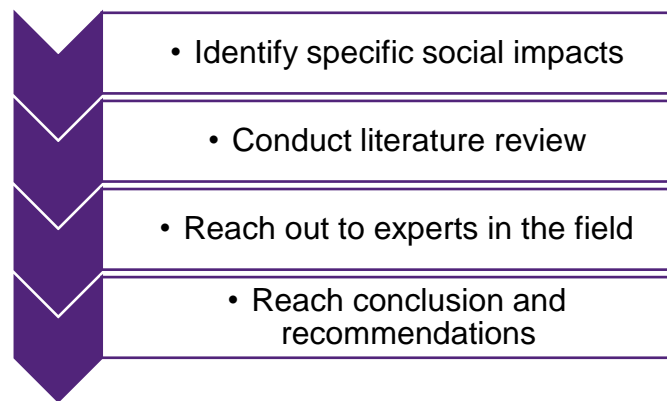 • Identify specific social impacts
• Conduct literature review
• Reach out to experts in the field
• Reach conclusion and
recommendations